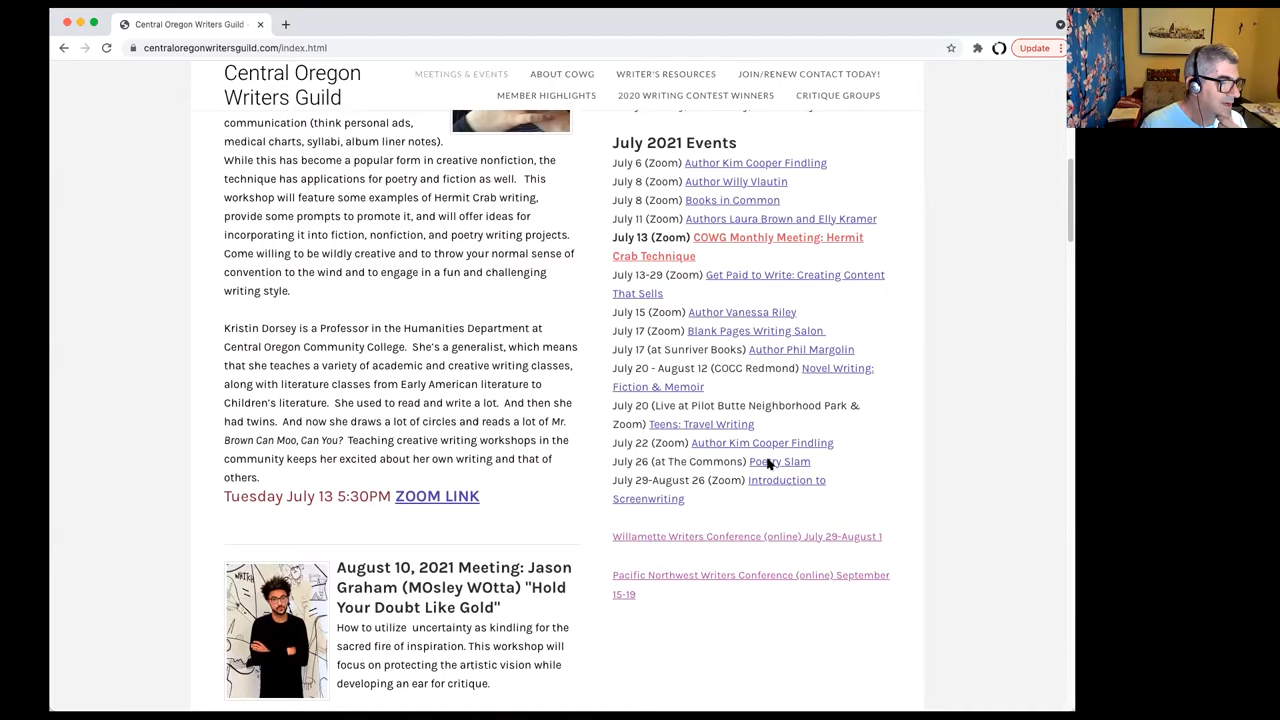 Central Oregon Writers Guild -
centraloregonwritersguild.com/index.html
Update
Central Oregon
Writers Guild
MEETINGS & EVENTS
ABOUT COWG
WRITER'S RESOURCES
JOIN/RENEW CONTACT TODAY!
MEMBER HIGHLIGHTS
2020 WRITING CONTEST WINNERS
CRITIQUE GROUPS
communication (think personal ads,
medical charts, syllabi, album liner notes).
While this has become a popular form in creative nonfiction, the
technique has applications for poetry and fiction as well. This
workshop will feature some examples of Hermit Crab writing,
provide some prompts to promote it, and will offer ideas for
incorporating it into fiction, nonfiction, and poetry writing projects.
Come willing to be wildly creative and to throw your normal sense of
convention to the wind and to engage in a fun and challenging
writing style.
Kristin Dorsey is a Professor in the Humanities Department at
Central Oregon Community College. She's a generalist, which means
that she teaches a variety of academic and creative writing classes,
along with literature classes from Early American literature to
Children's literature. She used to read and write a lot. And then she
had twins. And now she draws a lot of circles and reads a lot of Mr.
Brown Can Moo, Can You? Teaching creative writing workshops in the
community keeps her excited about her own writing and that of
others.
Tuesday July 13 5:30PM ZOOM LINK
August 10, 2021 Meeting: Jason
Graham (MOsley WOtta) "Hold
Your Doubt Like Gold"
How to utilize uncertainty as kindling for the
sacred fire of inspiration. This workshop will
focus on protecting the artistic vision while
developing an ear for critique.
July 2021 Events
July 6 (Zoom) Author Kim Cooper Findling
July 8 (Zoom) Author Willy Vlautin
July 8 (Zoom) Books in Common
July 11 (Zoom) Authors Laura Brown and Elly Kramer
July 13 (Zoom) COWG Monthly Meeting: Hermit
Crab Technique
July 13-29 (Zoom) Get Paid to Write: Creating Content
That Sells
July 15 (Zoom) Author Vanessa Riley
July 17 (Zoom) Blank Pages Writing Salon
July 17 (at Sunriver Books) Author Phil Margolin
July 20 - August 12 (COCC Redmond) Novel Writing:
Fiction & Memoir
July 20 (Live at Pilot Butte Neighborhood Park &
Zoom) Teens: Travel Writing
July 22 (Zoom) Author Kim Cooper Findling
July 26 (at The Commons) Poetry Slam
July 29-August 26 (Zoom) Introduction to
Screenwriting
Willamette Writers Conference (online) July 29-August 1
Pacific Northwest Writers Conference (online) September
15-19